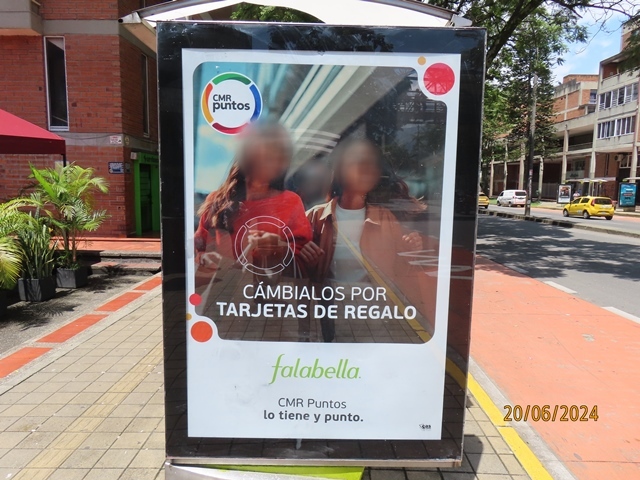 CMR
puntos
CÁMBIALOS POR
TARJETAS DE REGALO
falabella.
CMR Puntos
lo tiene y punto.
20/06/2024